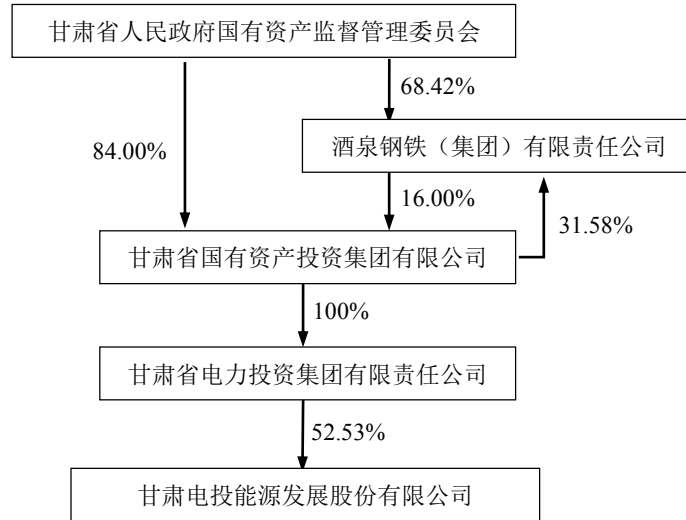 甘肃省人民政府国有资产监督管理委员会
68.42%
84.00%
酒泉钢铁（集团）有限责任公司
16.00%
31.58%
甘肃省国有资产投资集团有限公司
100%
甘肃省电力投资集团有限责任公司
52.53%
甘肃电投能源发展股份有限公司